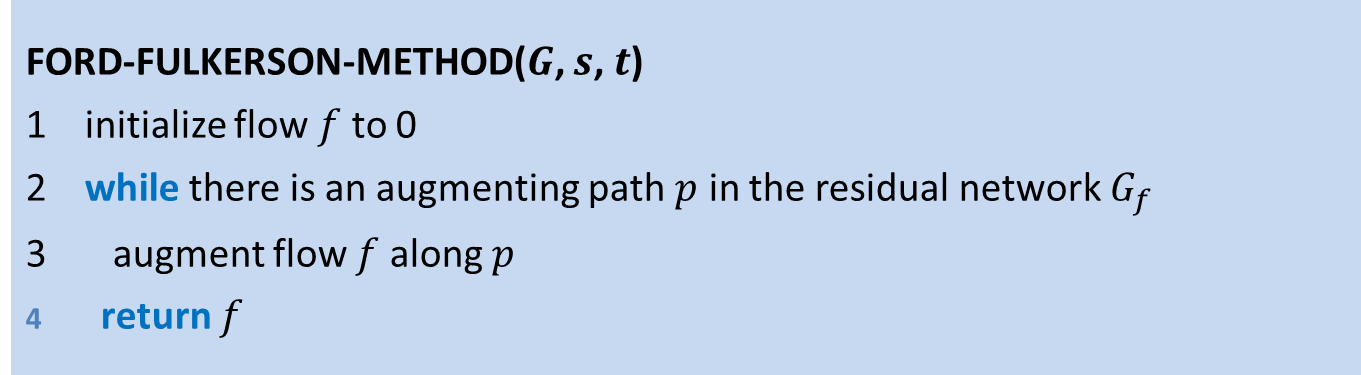 FORD-FULKERSON-METHOD(G, s, t)
1 initialize flow f to 0
2 while there is an augmenting path p in the residual network G_f
3 augment flow f along p
4 return f